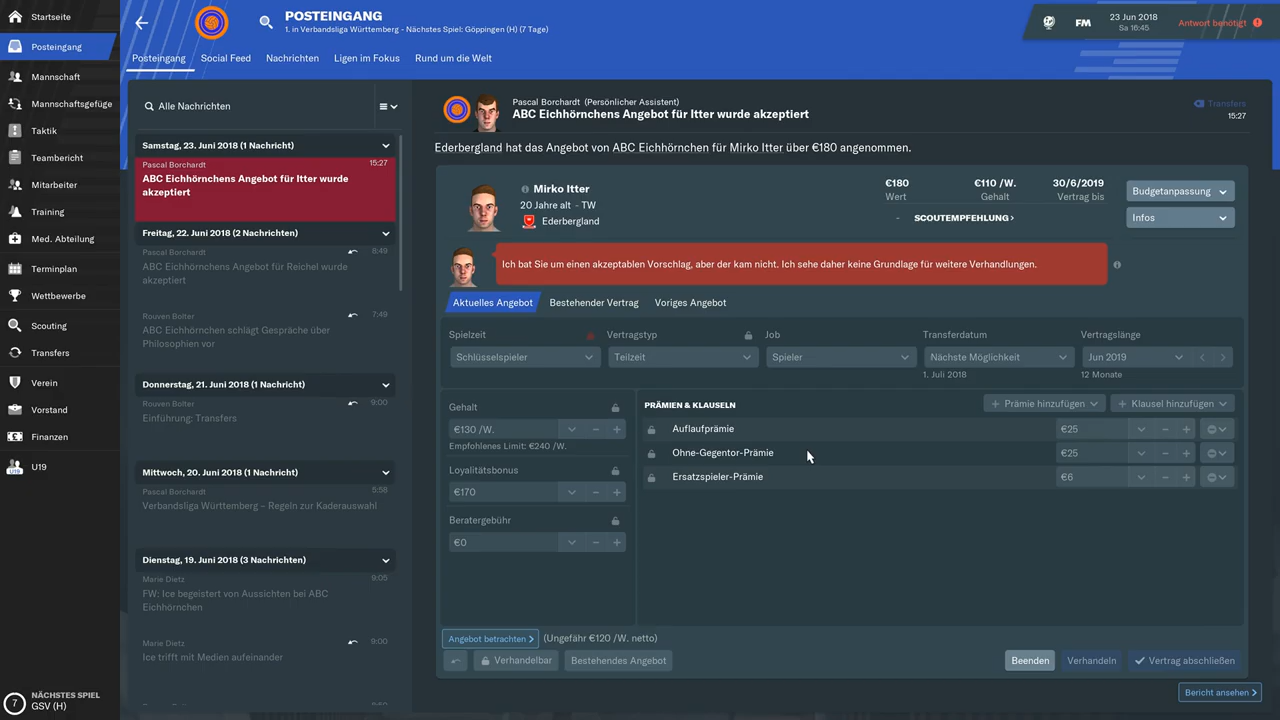 Startseite
Posteingang
Mannschaft
Mannschaftsgefüge
Taktik
Teambericht
Mitarbeiter
Training
Med. Abteilung
Terminplan
Wettbewerbe
Scouting
Transfers
Verein
Vorstand
Finanzen
U19
7
NÄCHSTES SPIEL
GSV (H)
POSTEINGANG
1. in Verbandsliga Württemberg - Nächstes Spiel: Göppingen (H) (7 Tage)
FM
23 Jun 2018
Sa 16:45
Antwort benötigt
Posteingang
Social Feed
Nachrichten
Ligen im Fokus
Rund um die Welt
Alle Nachrichten
Samstag, 23. Juni 2018 (1 Nachricht)
Pascal Borchardt 15:27
ABC Eichhörnchens Angebot für Itter wurde
akzeptiert
Freitag, 22. Juni 2018 (2 Nachrichten)
Pascal Borchardt 8:49
ABC Eichhörnchens Angebot für Reichel wurde
akzeptiert
Rouven Bolter 7:49
ABC Eichhörnchen schlägt Gespräche über
Philosophien vor
Donnerstag, 21. Juni 2018 (1 Nachricht)
Rouven Bolter 9:00
Einführung: Transfers
Mittwoch, 20. Juni 2018 (1 Nachricht)
Pascal Borchardt 5:58
Verbandsliga Württemberg – Regeln zur Kaderauswahl
Dienstag, 19. Juni 2018 (3 Nachrichten)
Marie Dietz 9:05
FW: Ice begeistert von Aussichten bei ABC
Eichhörnchen
Marie Dietz 9:00
Ice trifft mit Medien aufeinander
Pascal Borchardt (Persönlicher Assistent)
ABC Eichhörnchens Angebot für Itter wurde akzeptiert
Transfers
15:27
Ederbergland hat das Angebot von ABC Eichhörnchen für Mirko Itter über €180 angenommen.
Mirko Itter
20 Jahre alt - TW
Ederbergland
€180
Wert
€110 /W.
Gehalt
30/6/2019
Vertrag bis
- SCOUTEMPFEHLUNG›
Budgetanpassung
Infos
Ich bat Sie um einen akzeptablen Vorschlag, aber der kam nicht. Ich sehe daher keine Grundlage für weitere Verhandlungen.
Aktuelles Angebot
Bestehender Vertrag
Voriges Angebot
Spielzeit
Schlüsselspieler
Vertragstyp
Teilzeit
Job
Spieler
Transferdatum
Nächste Möglichkeit
1. Juli 2018
Vertragslänge
Jun 2019
12 Monate
Gehalt
€130 /W.
Empfohlenes Limit: €240 /W.
Loyalitätsbonus
€170
Beratergebühr
€0
PRÄMIEN & KLAUSELN
Prämie hinzufügen
Klausel hinzufügen
Auflaufprämie €25
Ohne-Gegentor-Prämie €25
Ersatzspieler-Prämie €6
Angebot betrachten
(Ungefähr €120 /W. netto)
Verhandelbar
Bestehendes Angebot
Beenden
Verhandeln
Vertrag abschließen
Bericht ansehen